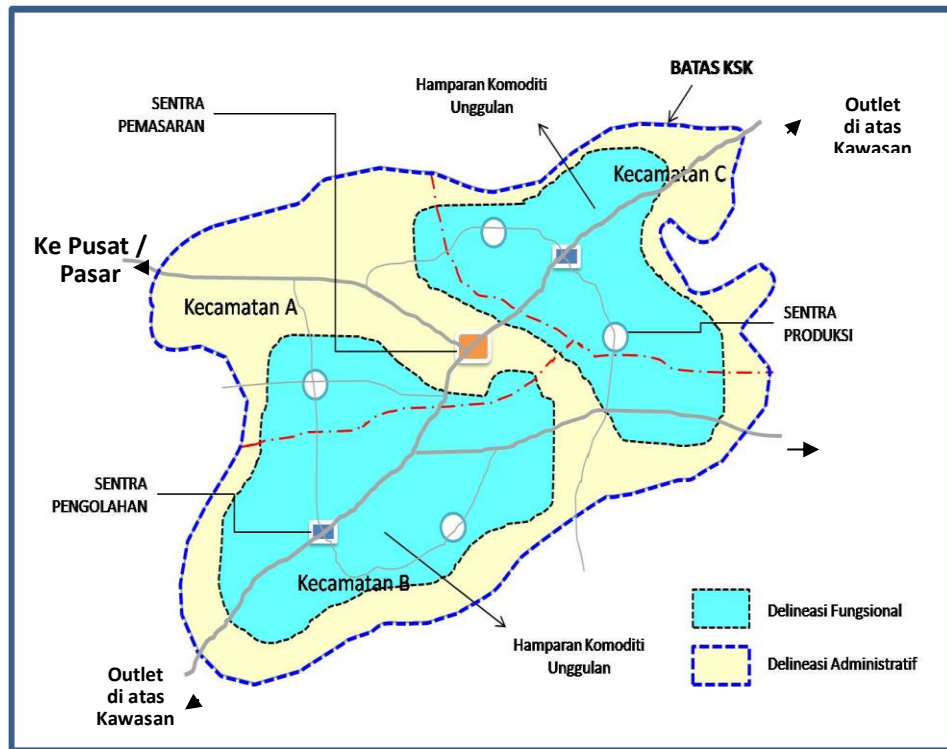 BATAS KSK
Hamparan Komoditi
Unggulan
SENTRA
PEMASARAN
Outlet
di atas
Kawasan
Kecamatan C
Ke Pusat /
Pasar
Kecamatan A
SENTRA
PRODUKSI
SENTRA
PENGOLAHAN
Kecamatan B
Hamparan Komoditi
Unggulan
Delineasi Fungsional
Delineasi Administratif
Outlet
di atas
Kawasan